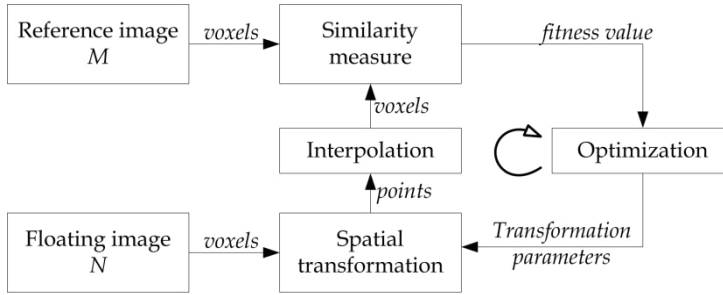 Reference image
M
voxels
Similarity
measure
fitness value
voxels
Interpolation
Optimization
points
Floating image
N
voxels
Spatial
transformation
Transformation
parameters